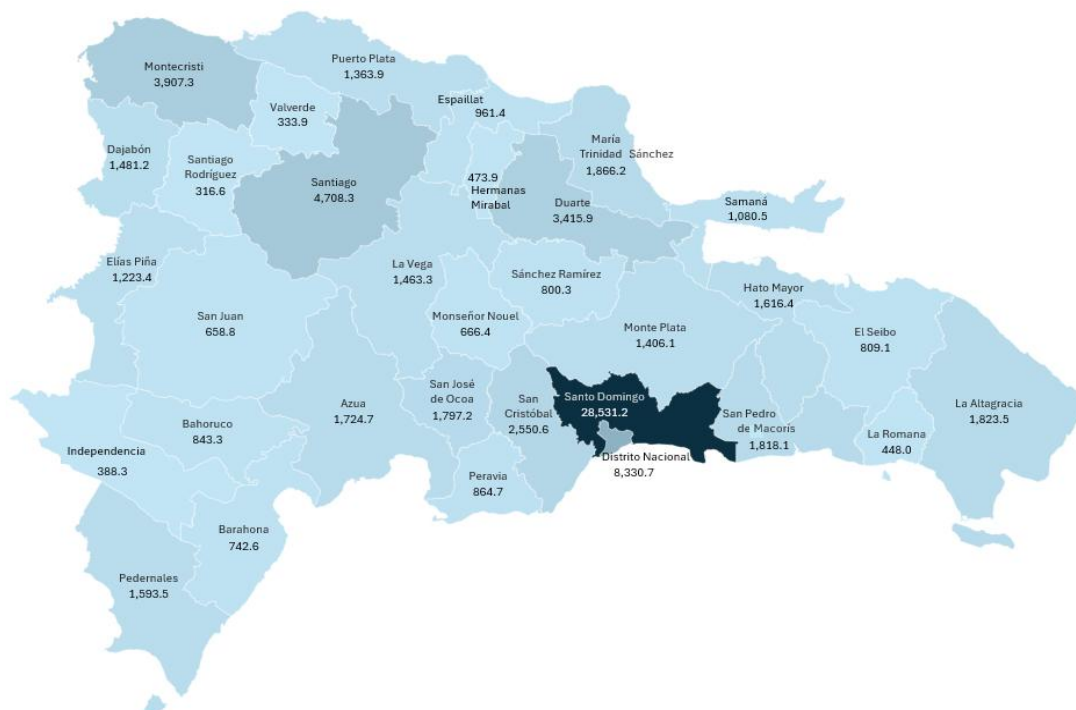 Montecristi
3,907.3
Puerto Plata
1,363.9
Valverde
333.9
Espaillat
961.4
María
Trinidad Sánchez
1,866.2
Dajabón
1,481.2
Santiago
Rodríguez
316.6
Santiago
4,708.3
473.9
Hermanas
Mirabal
Duarte
3,415.9
Samaná
1,080.5
Elías Piña
1,223.4
La Vega
1,463.3
Sánchez Ramírez
800.3
Hato Mayor
1,616.4
San Juan
658.8
Monseñor Nouel
666.4
Monte Plata
1,406.1
El Seibo
809.1
Azua
1,724.7
San José
de Ocoa
1,797.2
San
Cristóbal
2,550.6
Santo Domingo
28,531.2
San Pedro
de Macorís
1,818.1
La Altagracia
1,823.5
Bahoruco
843.3
La Romana
448.0
Independencia
388.3
Distrito Nacional
8,330.7
Peravia
864.7
Barahona
742.6
Pedernales
1,593.5